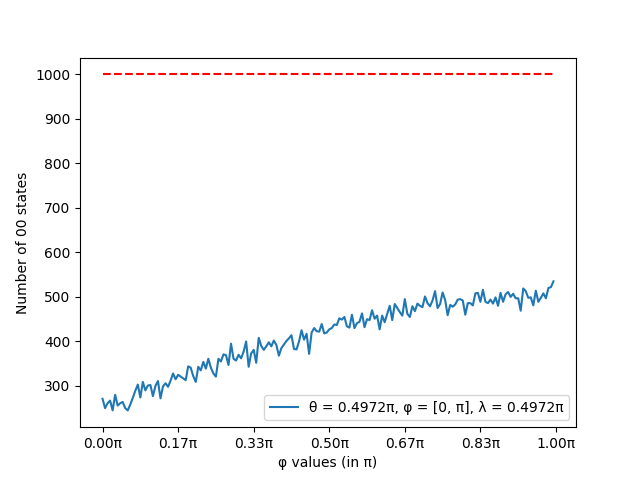 1000
900
800
700
600
500
400
300
Number of 00 states
θ = 0.4972π, φ = [0, π], λ = 0.4972π
0.00π 0.17π 0.33π 0.50π 0.67π 0.83π 1.00π
φ values (in π)